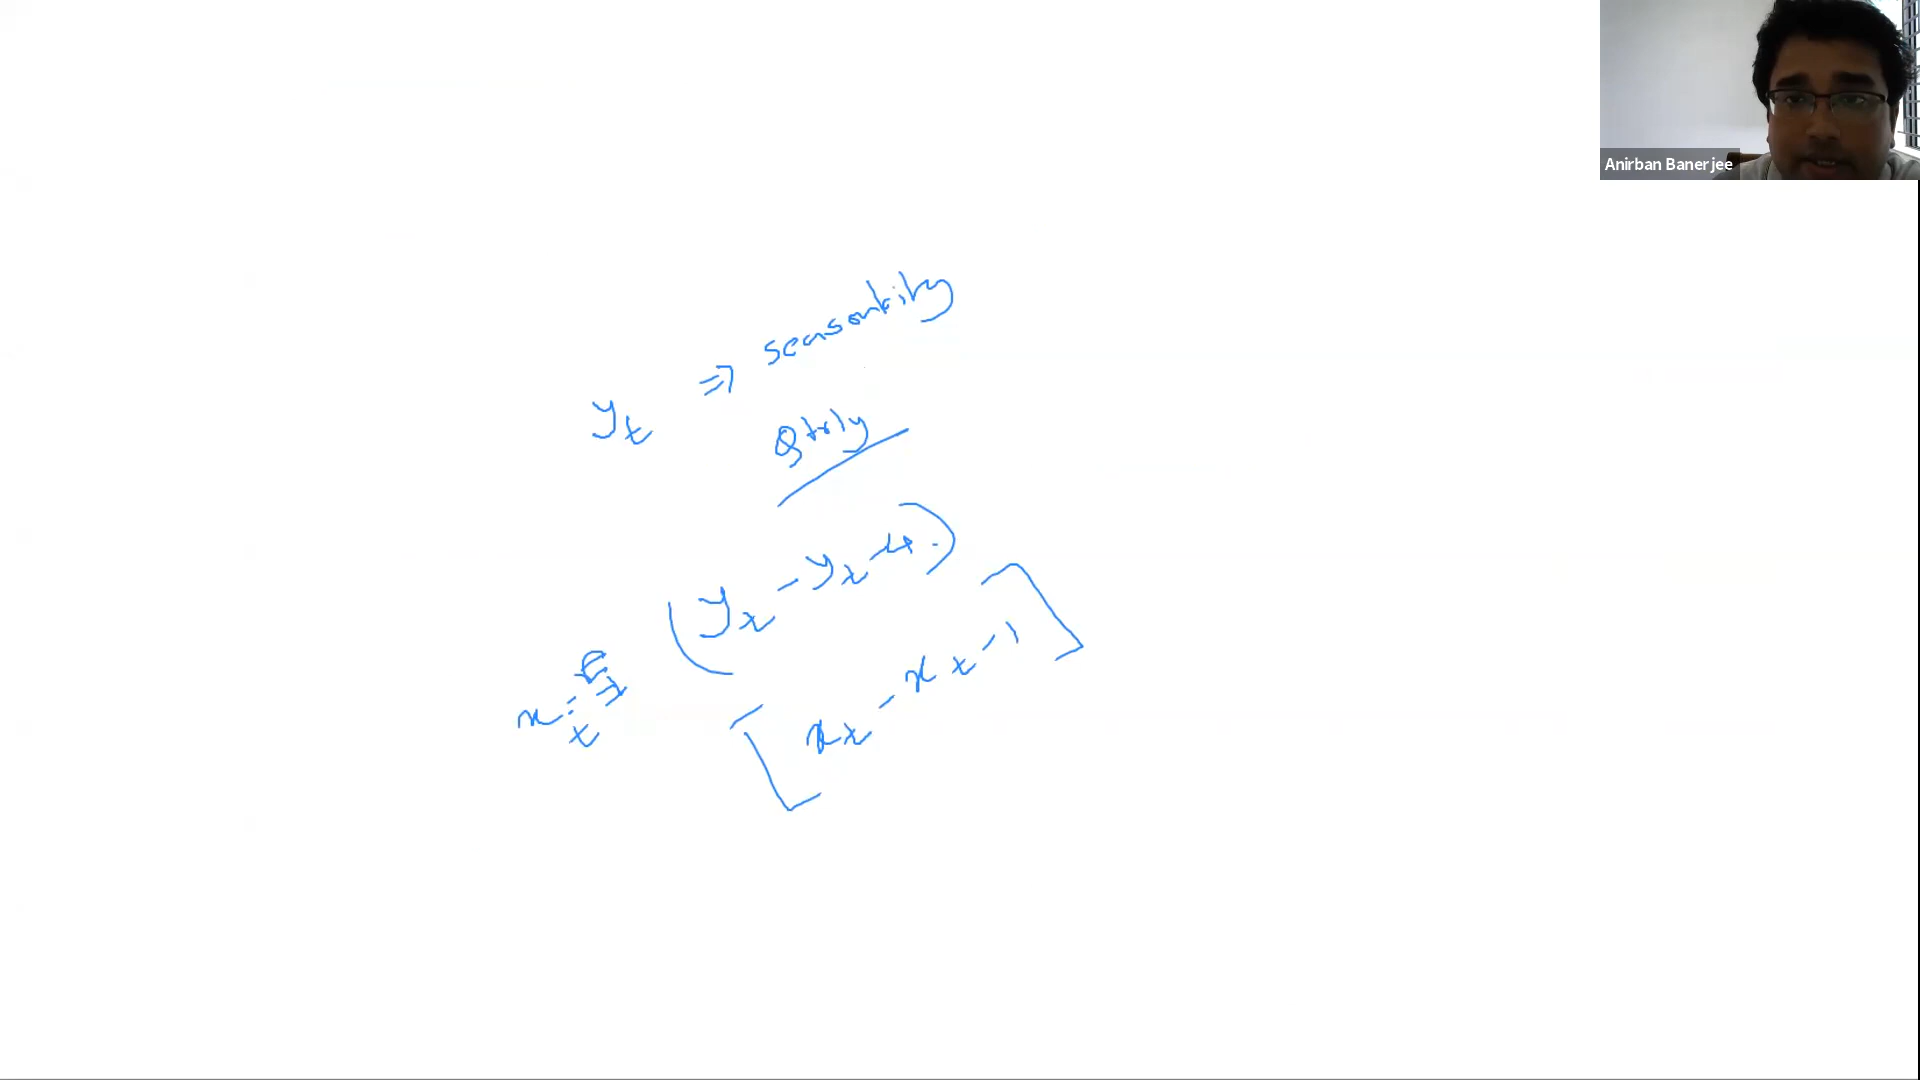 Anirban Banerjee
y_t ⇒ seasonality
Qtrly
x_t = (y_t - y_t-4)
[x_t - x_t-1]